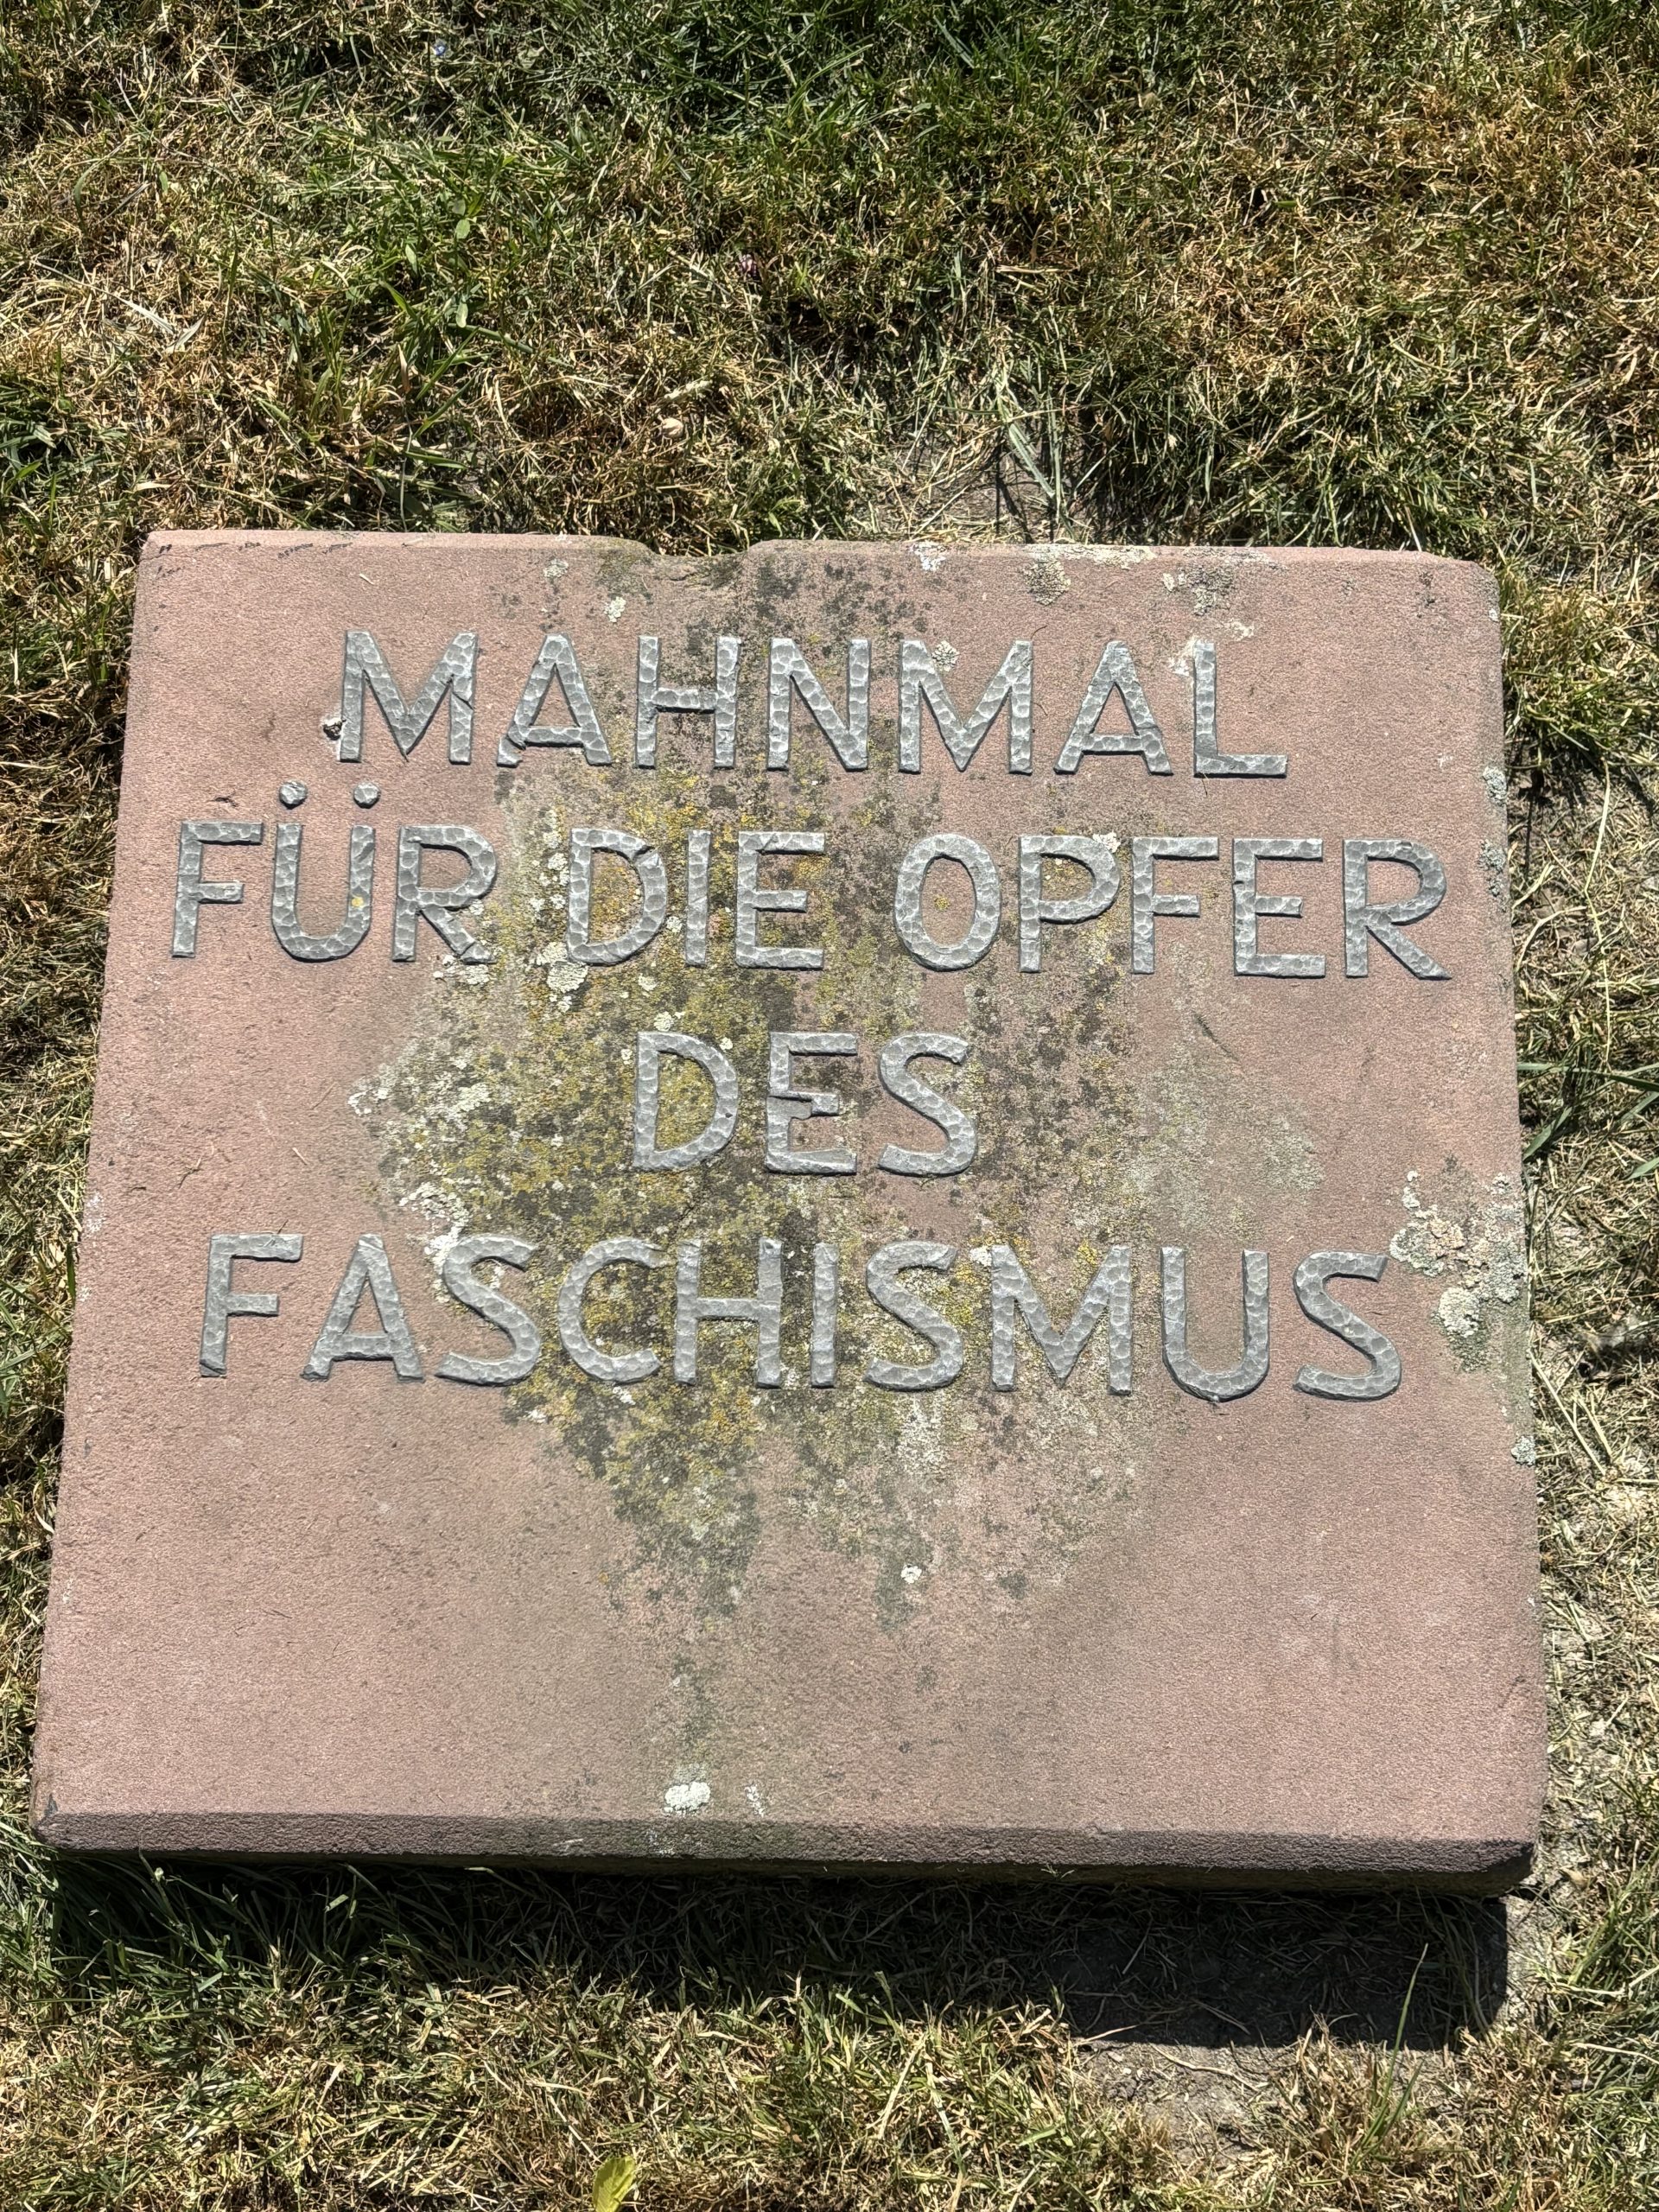 MAHNMAL
FÜR DIE OPFER
DES
FASCHISMUS